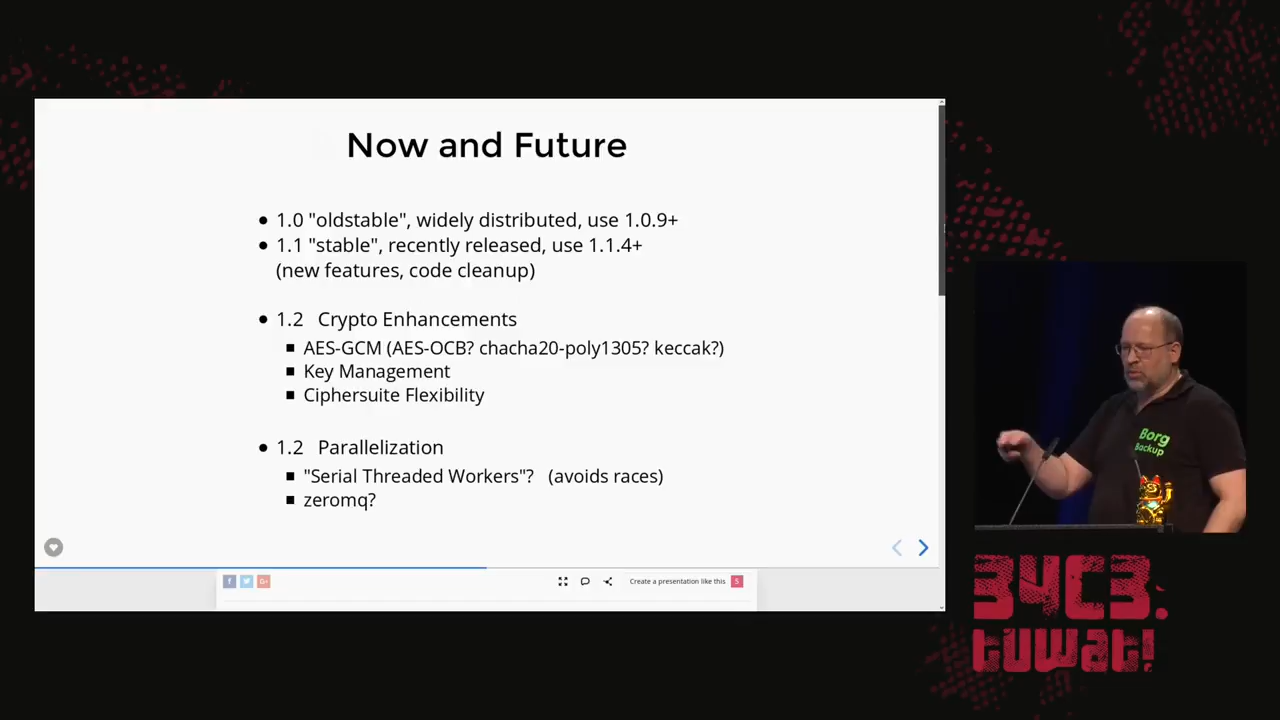 Now and Future
1.0 "oldstable", widely distributed, use 1.0.9+
1.1 "stable", recently released, use 1.1.4+
(new features, code cleanup)
1.2 Crypto Enhancements
AES-GCM (AES-OCB? chacha20-poly1305? keccak?)
Key Management
Ciphersuite Flexibility
1.2 Parallelization
"Serial Threaded Workers"? (avoids races)
zeromq?
Create a presentation like this
S
Borg
Backup
34C3.
tuwat!